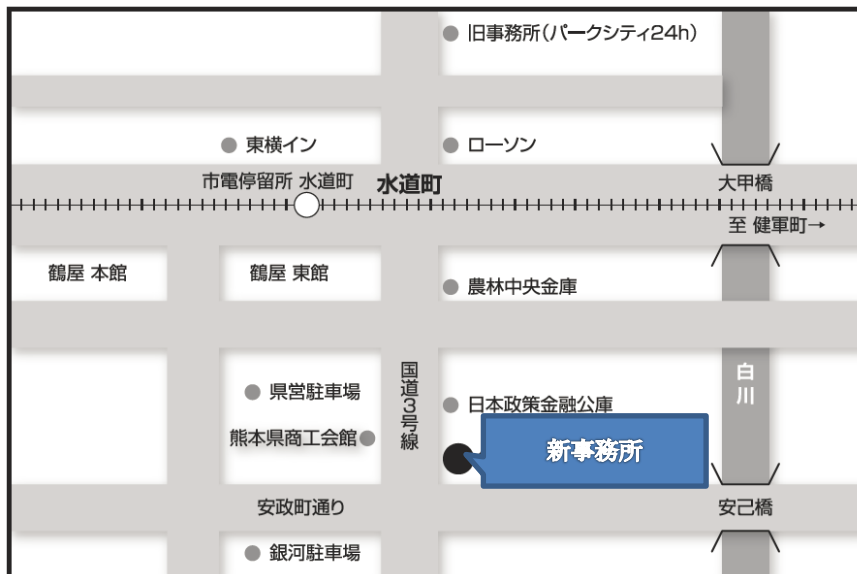 旧事務所(パークシティ24h)
東横イン
ローソン
市電停留所 水道町
水道町
大甲橋
至 健軍町→
鶴屋 本館
鶴屋 東館
農林中央金庫
国道3号線
白川
県営駐車場
日本政策金融公庫
熊本県商工会館
新事務所
安政町通り
安己橋
銀河駐車場